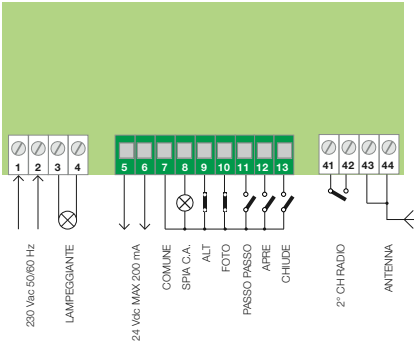 1 2 3 4
5 6 7 8 9 10 11 12 13
41 42 43 44
230 Vac 50/60 Hz
LAMPEGGIANTE
24 Vdc MAX 200 mA
COMUNE
SPIA C.A.
ALT
FOTO
PASSO PASSO
APRE
CHIUDE
2° CH RADIO
ANTENNA